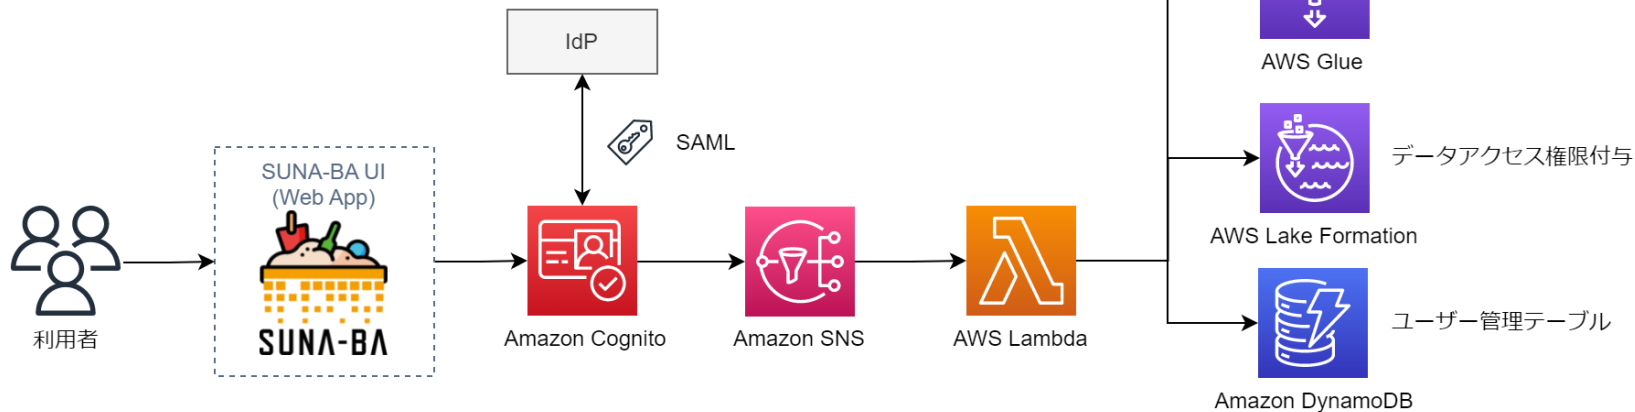 IdP
AWS Glue
SAML
データアクセス権限付与
SUNA-BA UI
(Web App)
AWS Lake Formation
SUNA-BA
利用者
Amazon Cognito
Amazon SNS
AWS Lambda
ユーザー管理テーブル
Amazon DynamoDB